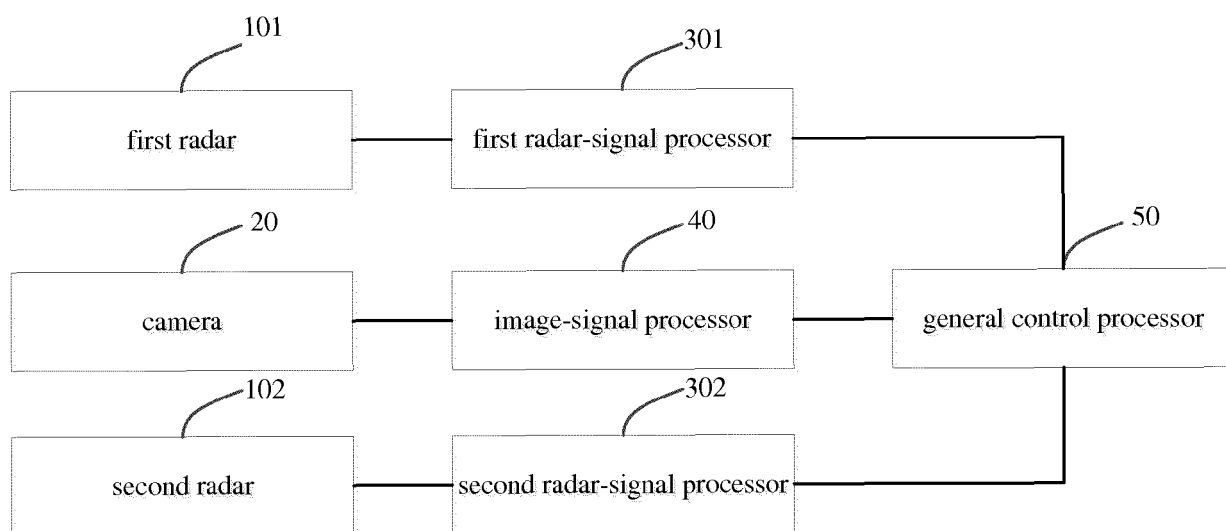 101
301
first radar
first radar-signal processor
20
40
50
camera
image-signal processor
general control processor
102
302
second radar
second radar-signal processor